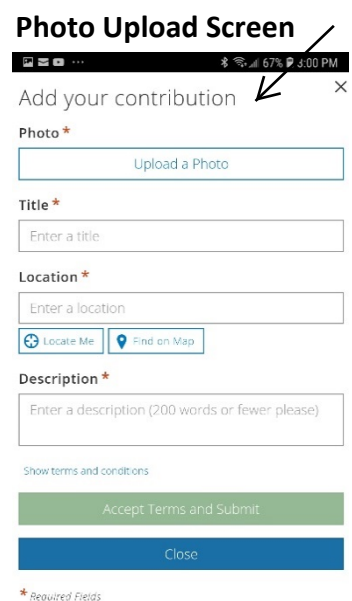 Photo Upload Screen
67% 3:00 PM
Add your contribution
Photo *
Upload a Photo
Title *
Enter a title
Location *
Enter a location
Locate Me Find on Map
Description *
Enter a description (200 words or fewer please)
Show terms and conditions
Accept Terms and Submit
Close
* Required Fields